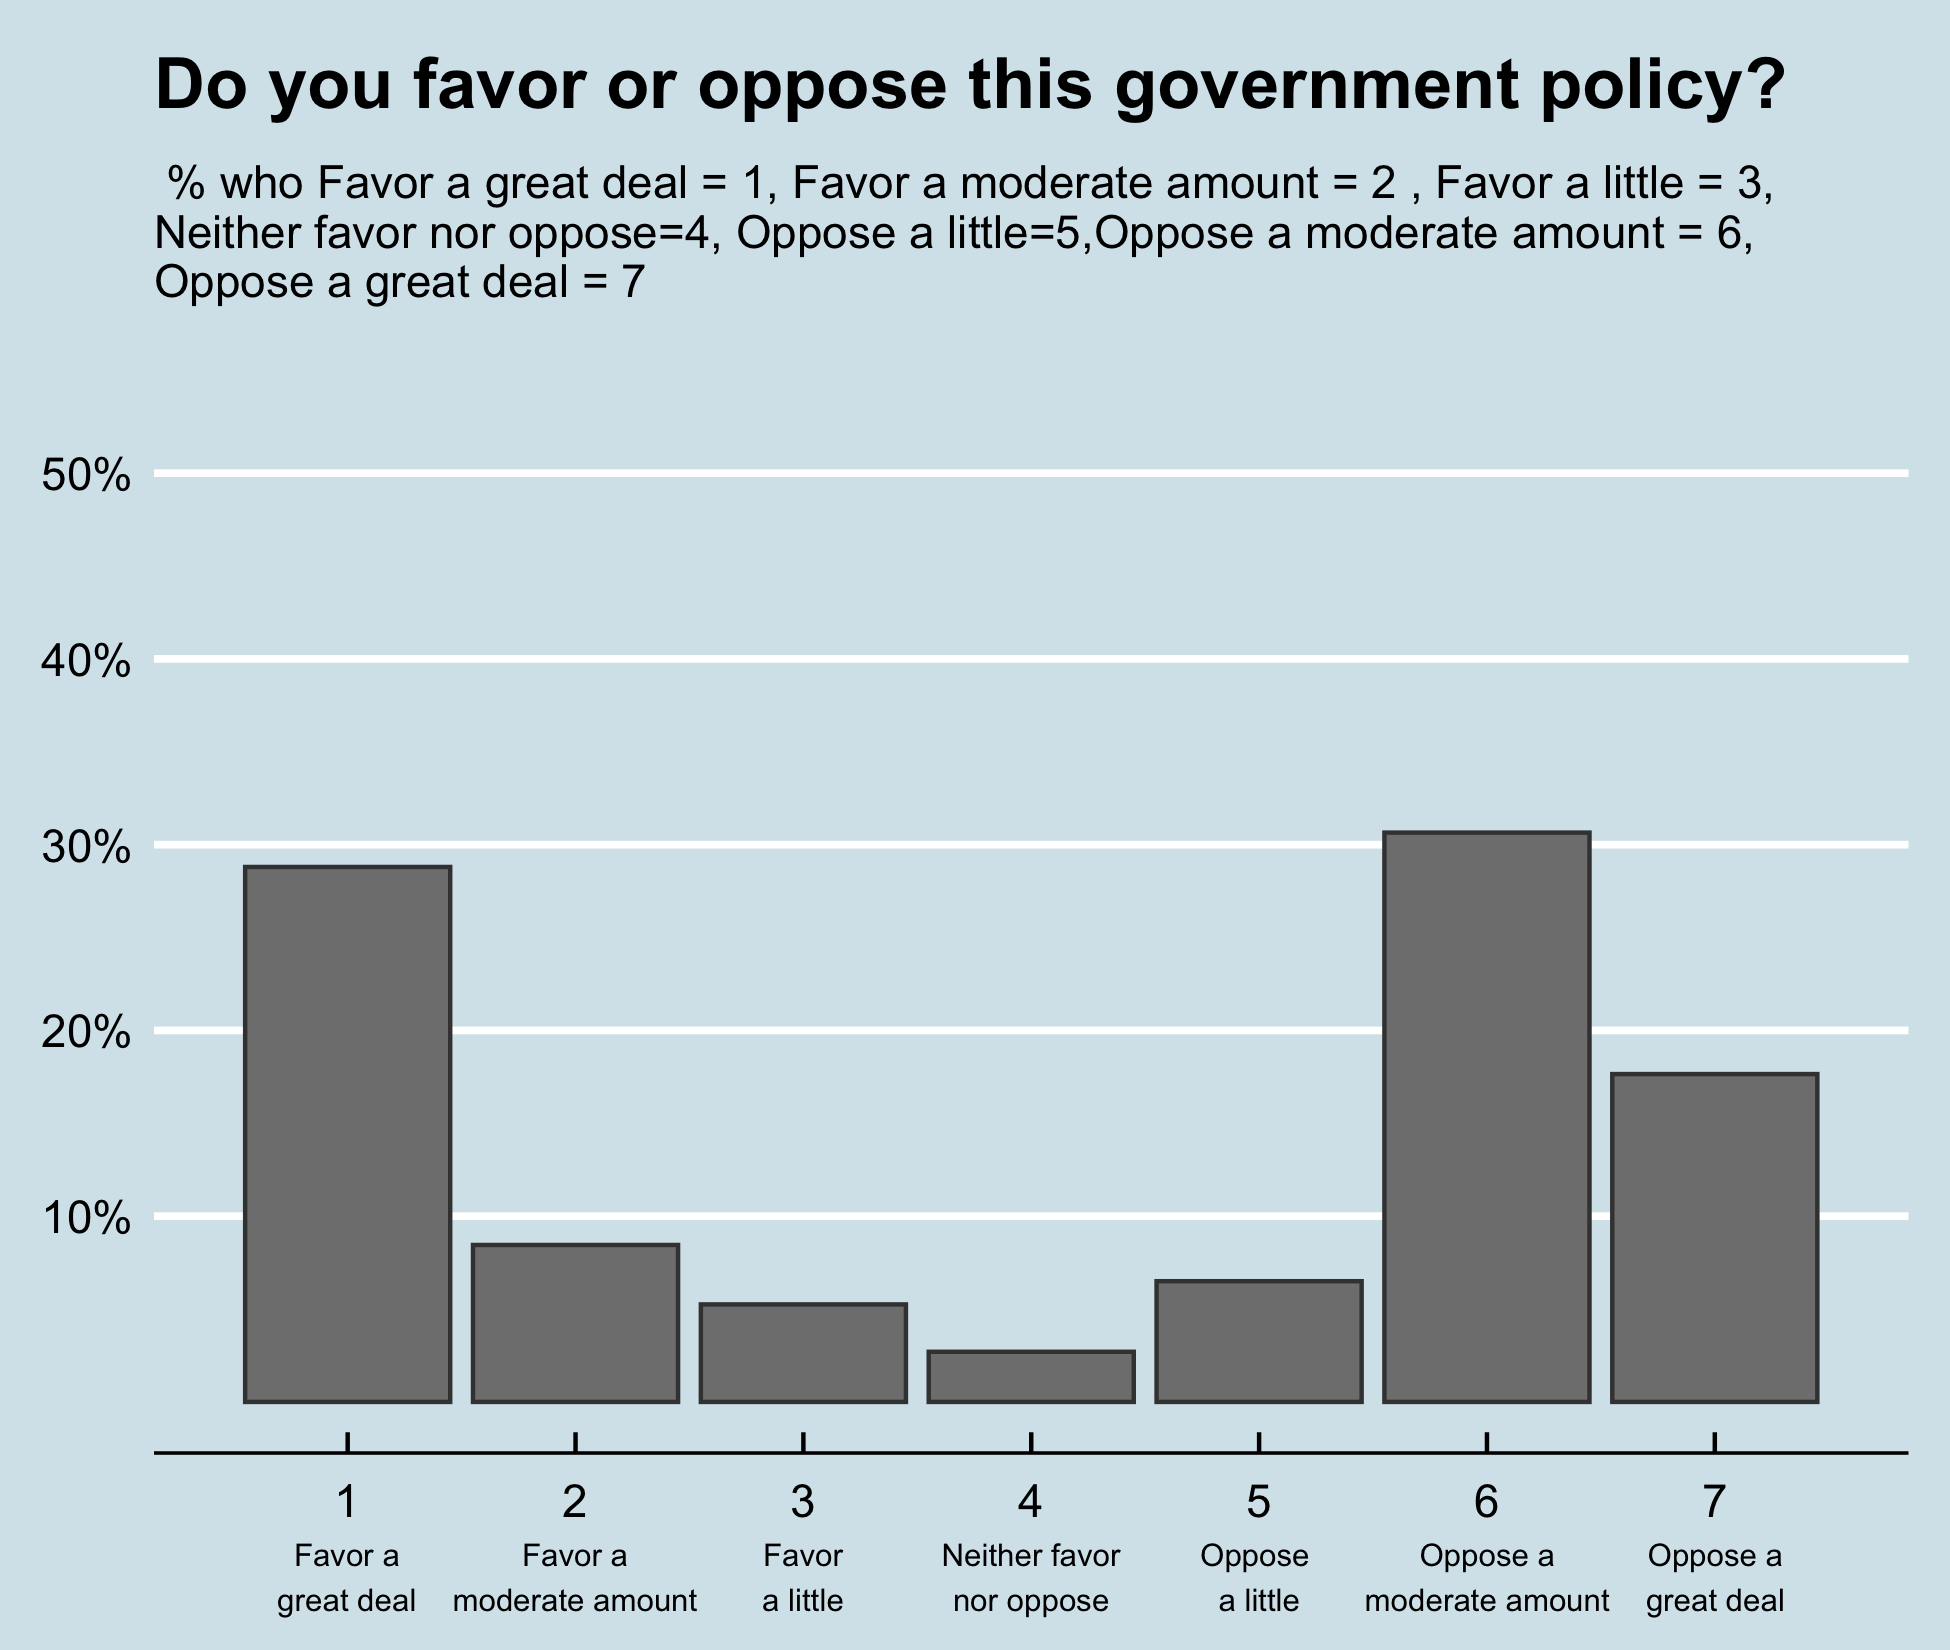 Do you favor or oppose this government policy?
% who Favor a great deal = 1, Favor a moderate amount = 2 , Favor a little = 3,
Neither favor nor oppose=4, Oppose a little=5,Oppose a moderate amount = 6,
Oppose a great deal = 7
50%
40%
30%
20%
10%
1 2 3 4 5 6 7
Favor a Favor a Favor Neither favor Oppose Oppose a Oppose a
great deal moderate amount a little nor oppose a little moderate amount great deal